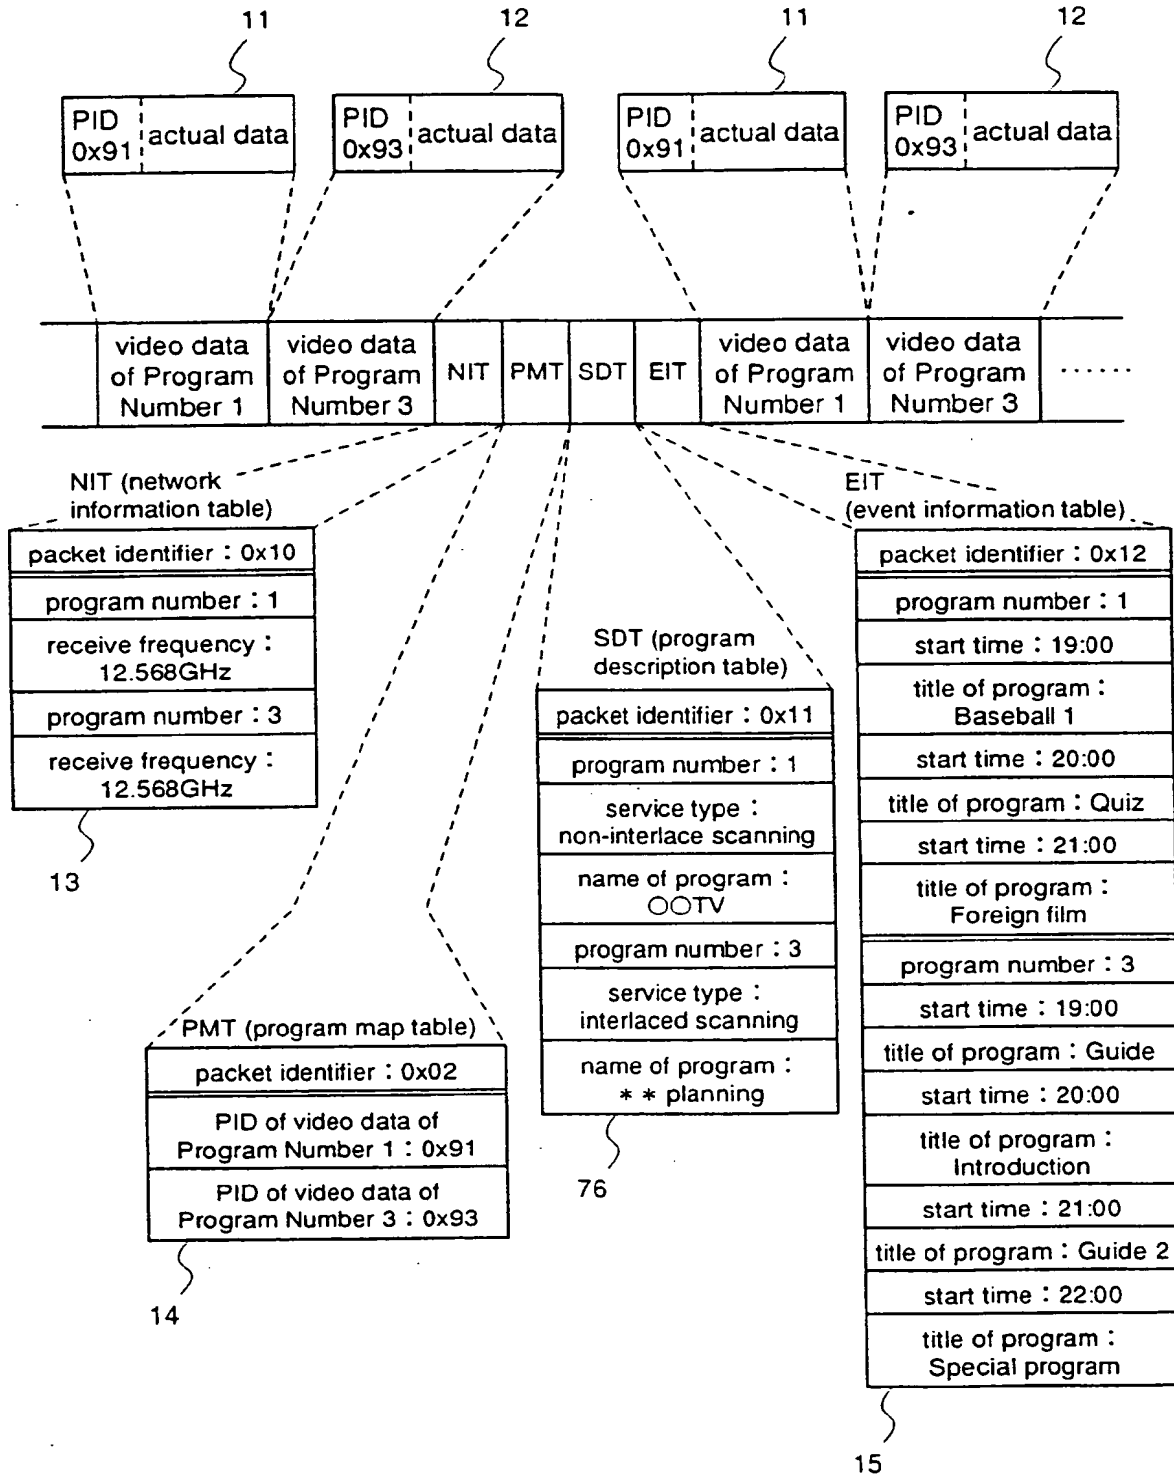 11
12
11
12
PID
0x91
actual data
PID
0x93
actual data
PID
0x91
actual data
PID
0x93
actual data
video data
of Program
Number 1
video data
of Program
Number 3
NIT
PMT
SDT
EIT
video data
of Program
Number 1
video data
of Program
Number 3
······
NIT (network
information table)
packet identifier : 0x10
program number : 1
receive frequency :
12.568GHz
program number : 3
receive frequency :
12.568GHz
13
PMT (program map table)
packet identifier : 0x02
PID of video data of
Program Number 1 : 0x91
PID of video data of
Program Number 3 : 0x93
14
SDT (program
description table)
packet identifier : 0x11
program number : 1
service type :
non-interlace scanning
name of program :
○○TV
program number : 3
service type :
interlaced scanning
name of program :
* * planning
76
EIT
(event information table)
packet identifier : 0x12
program number : 1
start time : 19:00
title of program :
Baseball 1
start time : 20:00
title of program : Quiz
start time : 21:00
title of program :
Foreign film
program number : 3
start time : 19:00
title of program : Guide
start time : 20:00
title of program :
Introduction
start time : 21:00
title of program : Guide 2
start time : 22:00
title of program :
Special program
15